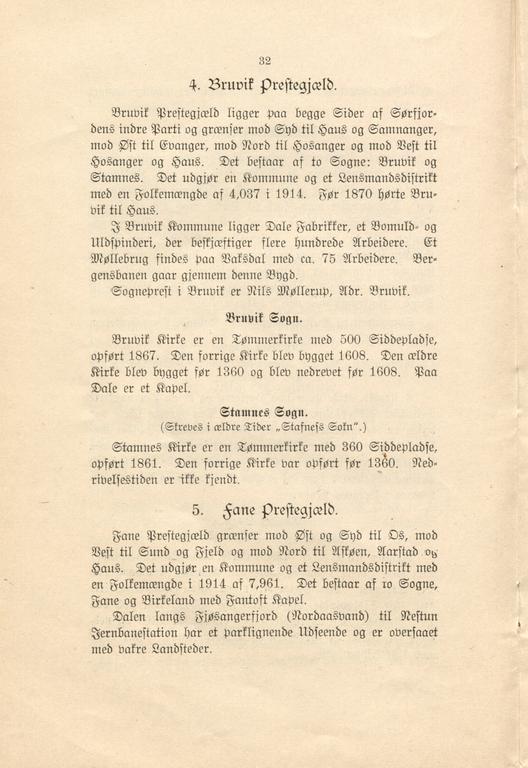 32
4. Bruvik Prestegjæld.
Bruvik Prestegjæld ligger paa begge Sider af Sørfjor-
dens indre Parti og grænser mod Syd til Haus og Samnanger,
mod Øst til Evanger, mod Nord til Hosanger og mod Vest til
Hosanger og Haus. Det bestaar af to Sogne: Bruvik og
Stamnes. Det udgjør en Kommune og et Lensmandsdistrikt
med en Folkemængde af 4,037 i 1914. Før 1870 hørte Bru-
vik til Haus.
I Bruvik Kommune ligger Dale Fabrikker, et Bomuld- og
Uldspinderi, der beskjæftiger flere hundrede Arbeidere. Et
Møllebrug findes paa Vaksdal med ca. 75 Arbeidere. Ber-
gensbanen gaar gjennem denne Bygd.
Sogneprest i Bruvik er Nils Møllerup, Adr. Bruvik.
Bruvik Sogn.
Bruvik Kirke er en Tømmerkirke med 500 Siddepladse,
opført 1867. Den forrige Kirke blev bygget 1608. Den ældre
Kirke blev bygget før 1360 og blev nedrevet før 1608. Paa
Dale er et Kapel.
Stamnes Sogn.
(Skreves i ældre Tider „Stafness Sokn“.)
Stamnes Kirke er en Tømmerkirke med 360 Siddepladse,
opført 1861. Den forrige Kirke var opført før 1360. Ned-
rivelsestiden er ikke kjendt.
5. Fane Prestegjæld.
Fane Prestegjæld grænser mod Øst og Syd til Os, mod
Vest til Sund og Fjeld og mod Nord til Askøen, Aarstad og
Haus. Det udgjør en Kommune og et Lensmandsdistrikt med
en Folkemængde i 1914 af 7,961. Det bestaar af to Sogne,
Fane og Birkeland med Fantoft Kapel.
Dalen langs Fjøsangerfjord (Nordaasvand) til Nestun
Jernbanestation har et parklignende Udseende og er oversaaet
med vakre Landsteder.